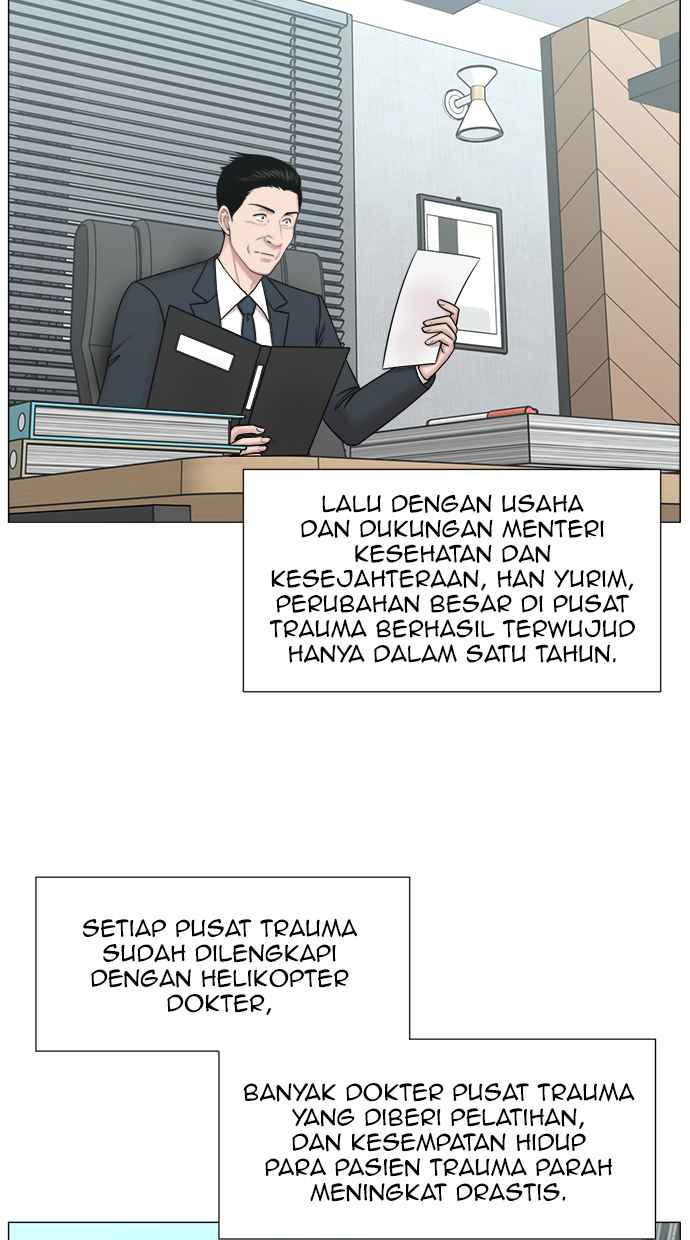 LALU DENGAN USAHA
DAN DUKUNGAN MENTERI
KESEHATAN DAN
KESEJAHTERAAN, HAN YURIM,
PERUBAHAN BESAR DI PUSAT
TRAUMA BERHASIL TERWUJUD
HANYA DALAM SATU TAHUN.
SETIAP PUSAT TRAUMA
SUDAH DILENGKAPI
DENGAN HELIKOPTER
DOKTER,
BANYAK DOKTER PUSAT TRAUMA
YANG DIBERI PELATIHAN,
DAN KESEMPATAN HIDUP
PARA PASIEN TRAUMA PARAH
MENINGKAT DRASTIS.